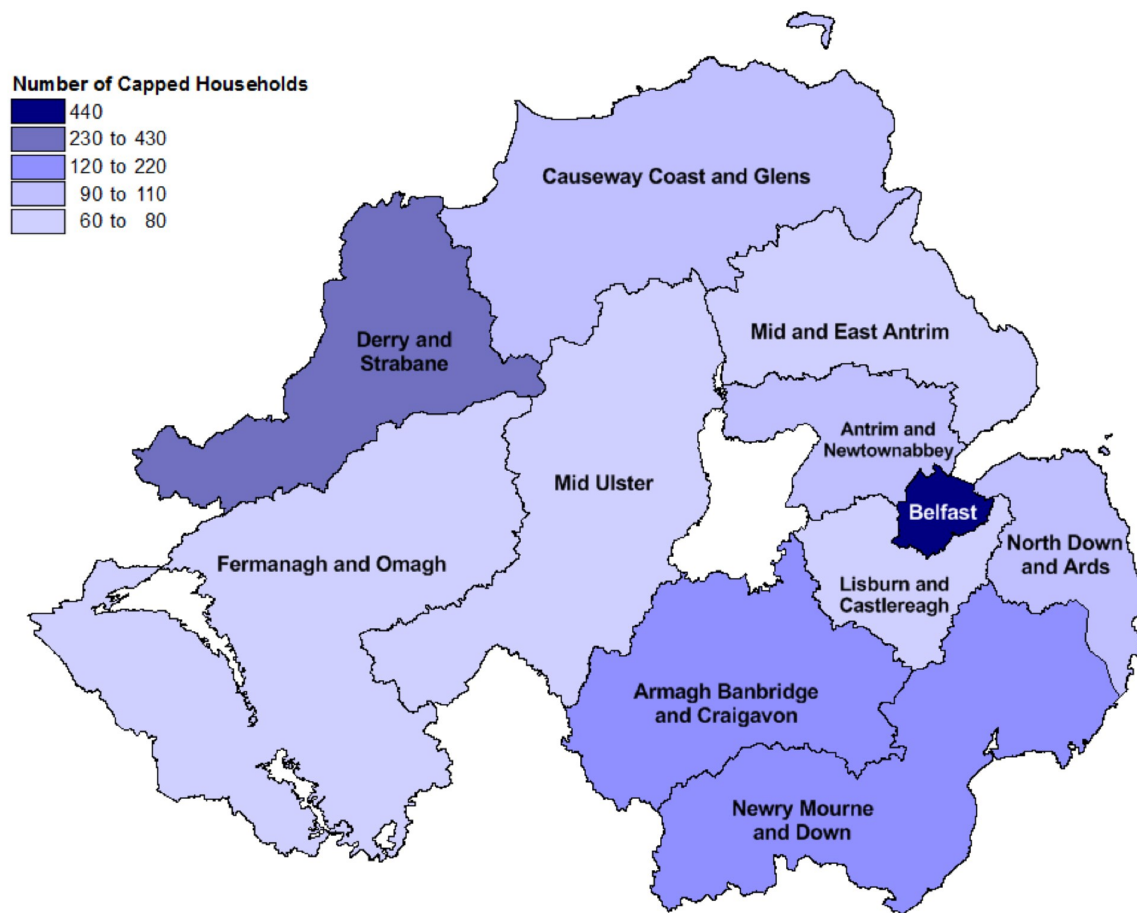 Number of Capped Households
440
230 to 430
120 to 220
90 to 110
60 to 80
Causeway Coast and Glens
Derry and
Strabane
Mid and East Antrim
Antrim and
Newtownabbey
Mid Ulster
Belfast
Fermanagh and Omagh
North Down
and Ards
Lisburn and
Castlereagh
Armagh Banbridge
and Craigavon
Newry Mourne
and Down